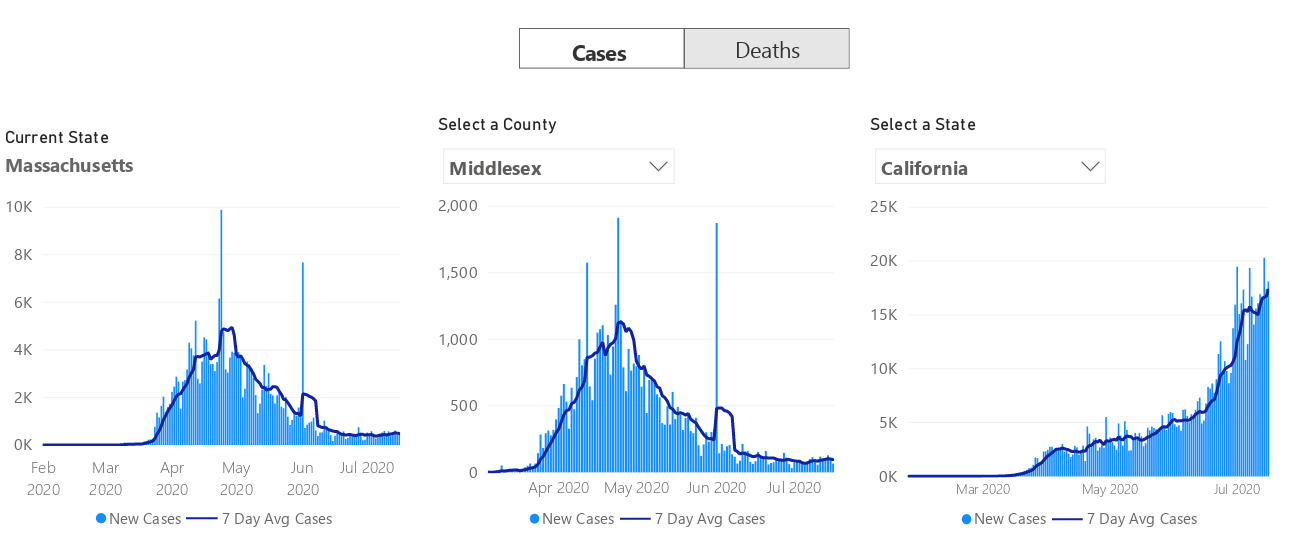 Cases Deaths
Current State
Massachusetts
10K
8K
6K
4K
2K
0K
Feb 2020 Mar 2020 Apr 2020 May 2020 Jun 2020 Jul 2020
New Cases 7 Day Avg Cases
Select a County
Middlesex
2,000
1,500
1,000
500
0
Apr 2020 May 2020 Jun 2020 Jul 2020
New Cases 7 Day Avg Cases
Select a State
California
25K
20K
15K
10K
5K
0K
Mar 2020 May 2020 Jul 2020
New Cases 7 Day Avg Cases